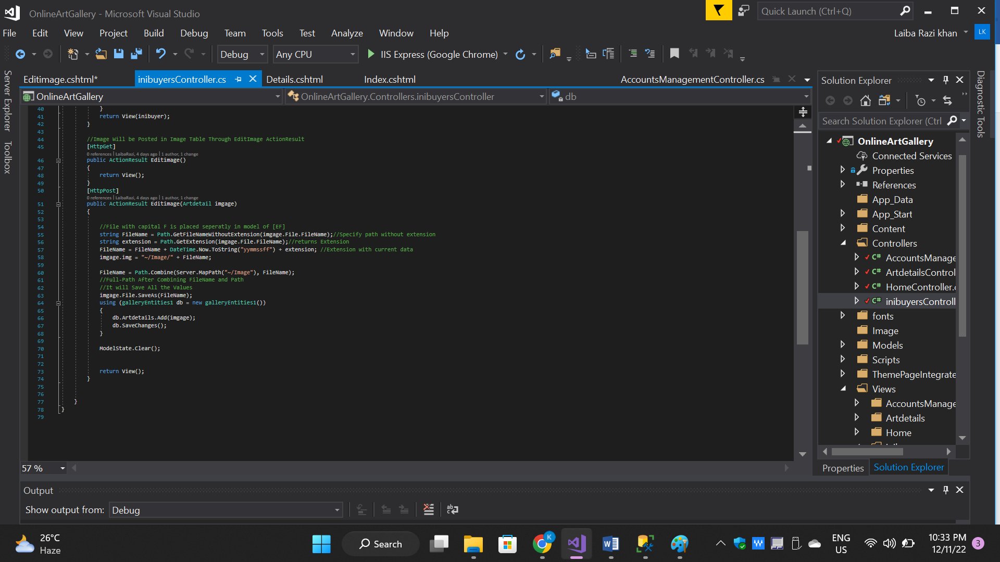 OnlineArtGallery - Microsoft Visual Studio
Quick Launch (Ctrl+Q)
File Edit View Project Build Debug Team Tools Test Analyze Window Help
Laiba Razi khan LK
Debug Any CPU IIS Express (Google Chrome)
Server Explorer
Toolbox
Editimage.cshtml* inibuyersController.cs Details.cshtml Index.cshtml AccountsManagementController.cs
OnlineArtGallery OnlineArtGallery.Controllers.inibuyersController db
40 }
41 return View(inibuyer);
42 }
43
44 //Image Will be Posted in Image Table Through EditImage ActionResult
45 [HttpGet]
0 references | LaibaRazi, 4 days ago | 1 author, 1 change
46 public ActionResult Editimage()
47 {
48 return View();
49 }
50 [HttpPost]
0 references | LaibaRazi, 4 days ago | 1 author, 1 change
51 public ActionResult Editimage(Artdetail imgage)
52 {
53
54 //File with capital F is placed seperatly in model of [EF]
55 string FileName = Path.GetFileNameWithoutExtension(imgage.File.FileName);//Specify path without extension
56 string extension = Path.GetExtension(imgage.File.FileName);//returns Extension
57 FileName = FileName + DateTime.Now.ToString("yymmssff") + extension; //Extension with current data
58 imgage.img = "~/Image/" + FileName;
59
60 FileName = Path.Combine(Server.MapPath("~/Image"), FileName);
61 //Full-Path After Combining FileName and Path
62 //It will Save All the Values
63 imgage.File.SaveAs(FileName);
64 using (galleryEntities1 db = new galleryEntities1())
65 {
66 db.Artdetails.Add(imgage);
67 db.SaveChanges();
68 }
69
70 ModelState.Clear();
71
72
73 return View();
74 }
75
76
77 }
78 }
79
57 %
Solution Explorer
Search Solution Explorer (Ctrl
OnlineArtGallery
Connected Services
Properties
References
App_Data
App_Start
Content
Controllers
C# AccountsManage
C# ArtdetailsControl
C# HomeController.c
C# inibuyersControll
fonts
Image
Models
Scripts
ThemePageIntegrate
Views
AccountsManage
Artdetails
Home
Properties Solution Explorer
Diagnostic Tools
Output
Show output from: Debug
26°C
Haze
Search
ENG
US
10:33 PM
12/11/22
3